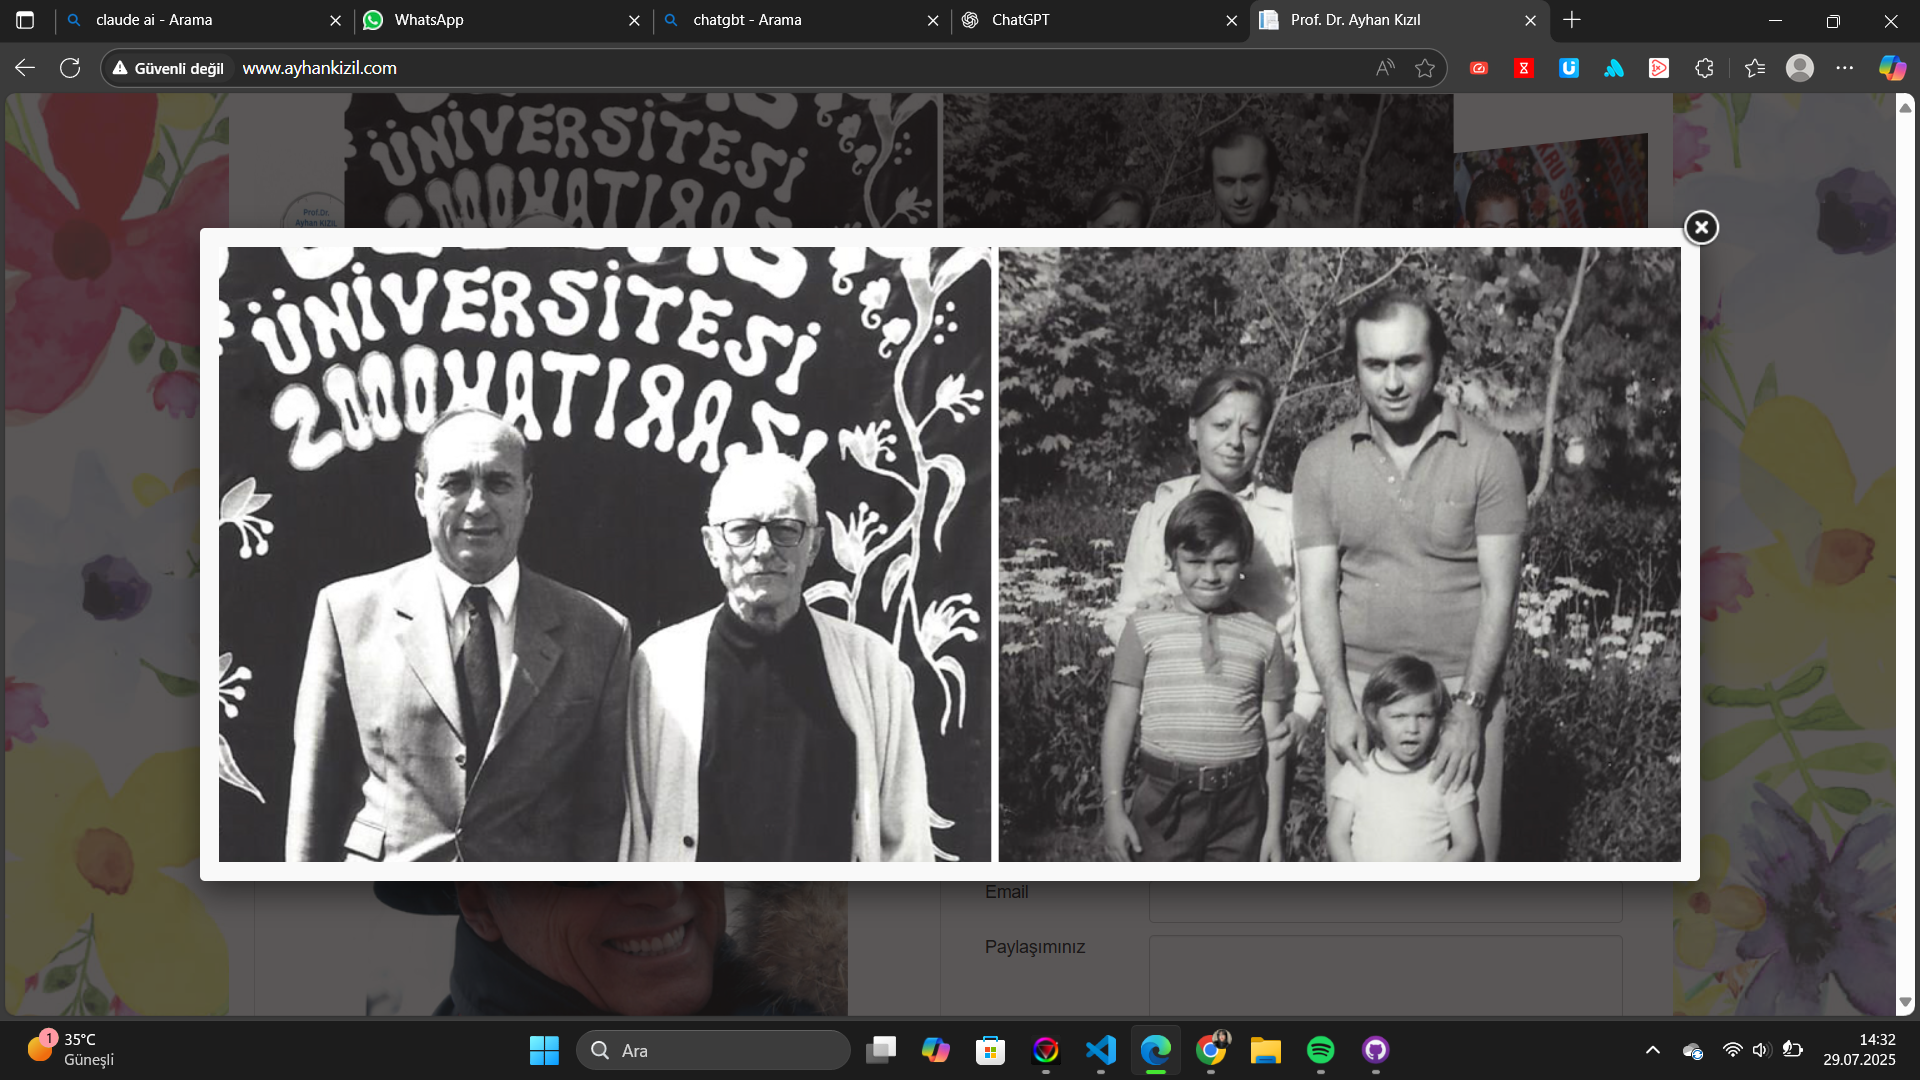 claude ai - Arama
WhatsApp
chatgbt - Arama
ChatGPT
Prof. Dr. Ayhan Kızıl
Güvenli değil
www.ayhankizil.com
ÜNİVERSİTESİ
Prof.Dr.
Ayhan KIZIL
ÜNİVERSİTESİ
2000 HATIRASI
Email
Paylaşımınız
1
35°C
Güneşli
Ara
14:32
29.07.2025